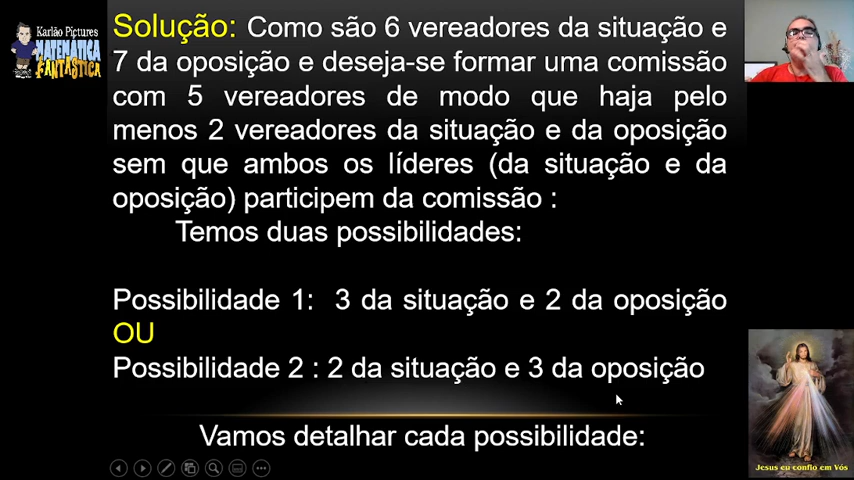 Karlão Pictures
MATEMÁTICA
FANTÁSTICA
Solução: Como são 6 vereadores da situação e
7 da oposição e deseja-se formar uma comissão
com 5 vereadores de modo que haja pelo
menos 2 vereadores da situação e da oposição
sem que ambos os líderes (da situação e da
oposição) participem da comissão :
Temos duas possibilidades:
Possibilidade 1: 3 da situação e 2 da oposição
OU
Possibilidade 2 : 2 da situação e 3 da oposição
Vamos detalhar cada possibilidade:
Jesus eu confio em Vós